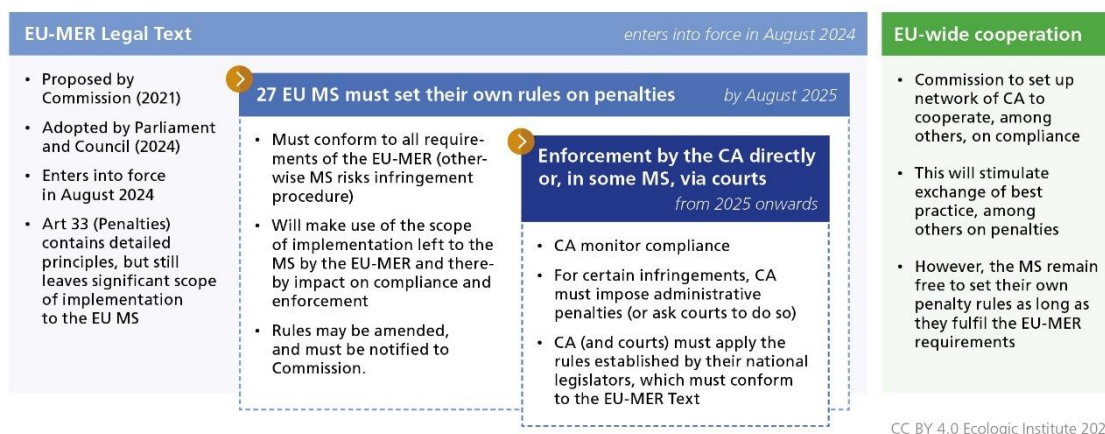 EU-MER Legal Text
enters into force in August 2024
• Proposed by
Commission (2021)
• Adopted by Parliament
and Council (2024)
• Enters into force
in August 2024
• Art 33 (Penalties)
contains detailed
principles, but still
leaves significant scope
of implementation
to the EU MS
27 EU MS must set their own rules on penalties
by August 2025
• Must conform to all require-
ments of the EU-MER (other-
wise MS risks infringement
procedure)
• Will make use of the scope
of implementation left to the
MS by the EU-MER and there-
by impact on compliance and
enforcement
• Rules may be amended,
and must be notified to
Commission.
Enforcement by the CA directly
or, in some MS, via courts
from 2025 onwards
• CA monitor compliance
• For certain infringements, CA
must impose administrative
penalties (or ask courts to do so)
• CA (and courts) must apply the
rules established by their national
legislators, which must conform
to the EU-MER Text
EU-wide cooperation
• Commission to set up
network of CA to
cooperate, among
others, on compliance
• This will stimulate
exchange of best
practice, among
others on penalties
• However, the MS remain
free to set their own
penalty rules as long as
they fulfil the EU-MER
requirements
CC BY 4.0 Ecologic Institute 202